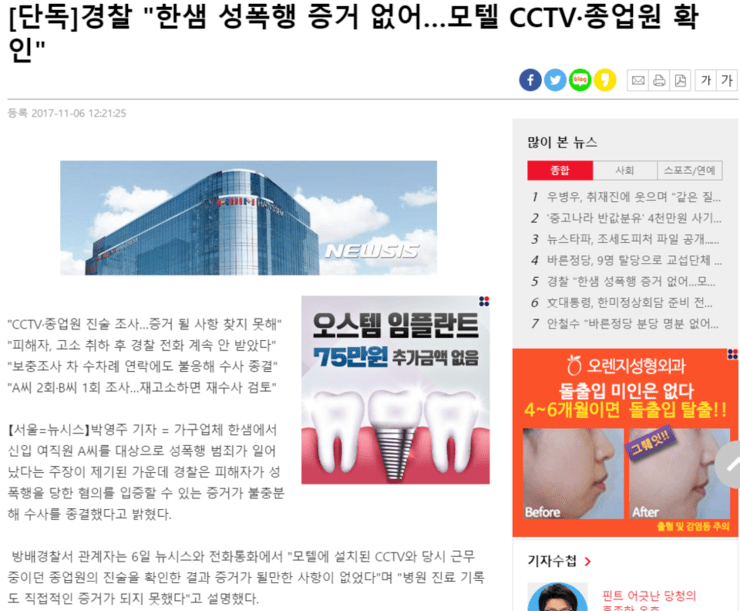 [단독]경찰 "한샘 성폭행 증거 없어…모텔 CCTV·종업원 확
인"
blog
가
가
등록 2017-11-06 12:21:25
NEWSIS
"CCTV·종업원 진술 조사…증거 될 사항 찾지 못해"
"피해자, 고소 취하 후 경찰 전화 계속 안 받았다"
"보충조사 차 수차례 연락에도 불응해 수사 종결"
"A씨 2회·B씨 1회 조사…재고소하면 재수사 검토"
【서울=뉴시스】박영주 기자 = 가구업체 한샘에서
신입 여직원 A씨를 대상으로 성폭행 범죄가 일어
났다는 주장이 제기된 가운데 경찰은 피해자가 성
폭행을 당한 혐의를 입증할 수 있는 증거가 불충분
해 수사를 종결했다고 밝혔다.
방배경찰서 관계자는 6일 뉴시스와 전화통화에서 "모텔에 설치된 CCTV와 당시 근무
중이던 종업원의 진술을 확인한 결과 증거가 될만한 사항이 없었다"며 "병원 진료 기록
도 직접적인 증거가 되지 못했다"고 설명했다.
오스템 임플란트
75만원 추가금액 없음
많이 본 뉴스
종합
사회
스포츠/연예
1 우병우, 취재진에 웃으며 "같은 질...
2 '중고나라 반값분유' 4천만원 사기...
3 뉴스타파, 조세도피처 파일 공개......
4 바른정당, 9명 탈당으로 교섭단체 ...
5 경찰 "한샘 성폭행 증거 없어…모...
6 文대통령, 한미정상회담 준비 전...
7 안철수 "바른정당 분당 명분 없어...
오렌지성형외과
돌출입 미인은 없다
4~6개월이면 돌출입 탈출!!
그웨잇!!
Before
After
출혈 및 감염등 주의
기자수첩 >
핀트 어긋난 당청의